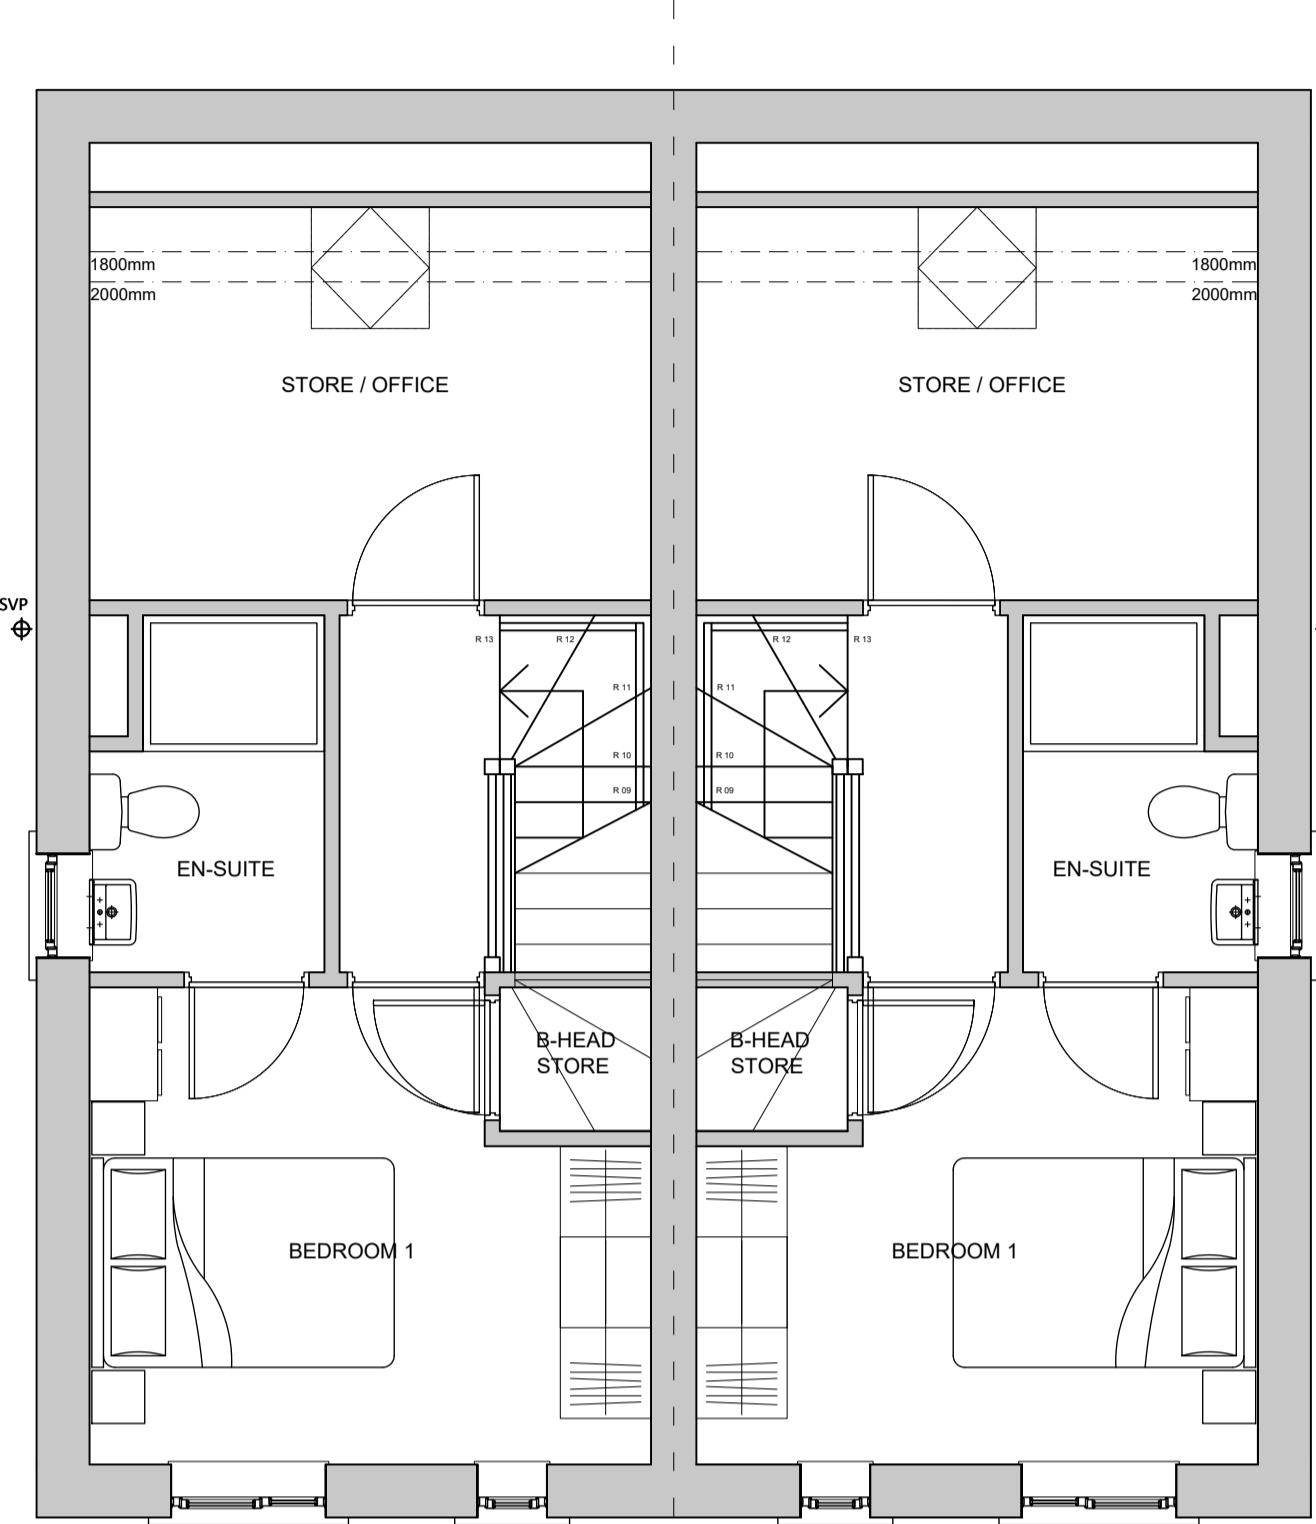 1800mm
1800mm
2000mm
2000mm
STORE / OFFICE
STORE / OFFICE
SVP
R 13
R 12
R 12
R 13
R 11
R 11
R 10
R 10
R 09
R 09
EN-SUITE
EN-SUITE
B-HEAD
STORE
B-HEAD
STORE
BEDROOM 1
BEDROOM 1